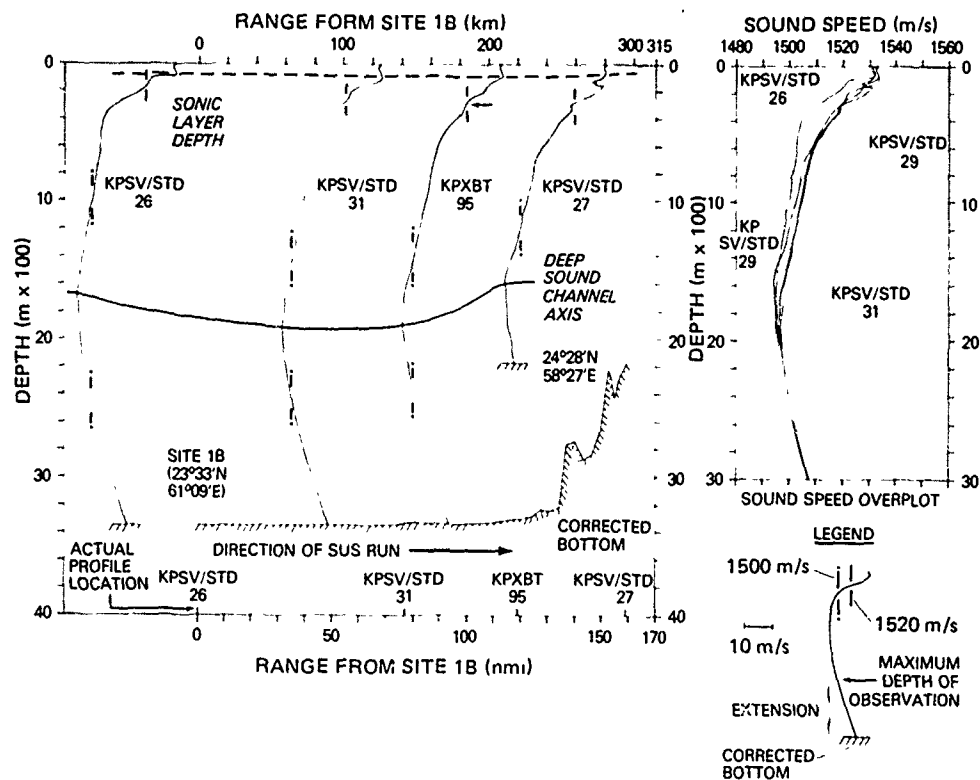 RANGE FORM SITE 1B (km)
0 100 200 300 315
SOUND SPEED (m/s)
1480 1500 1520 1540 1560
0
10
20
30
40
DEPTH (m x 100)
SONIC
LAYER
DEPTH
KPSV/STD
26
KPSV/STD
31
KPXBT
95
KPSV/STD
27
DEEP
SOUND
CHANNEL
AXIS
24°28'N
58°27'E
SITE 1B
(23°33'N
61°09'E)
CORRECTED
BOTTOM
DIRECTION OF SUS RUN
ACTUAL
PROFILE
LOCATION
KPSV/STD
26
KPSV/STD
31
KPXBT
95
KPSV/STD
27
0
10
20
30
40
0 50 100 150 170
RANGE FROM SITE 1B (nmi)
0
10
20
30
DEPTH (m x 100)
KPSV/STD
26
KPSV/STD
29
KP
SV/STD
29
KPSV/STD
31
0
10
20
30
SOUND SPEED OVERPLOT
LEGEND
1500 m/s
1520 m/s
10 m/s
MAXIMUM
DEPTH OF
OBSERVATION
EXTENSION
CORRECTED
BOTTOM